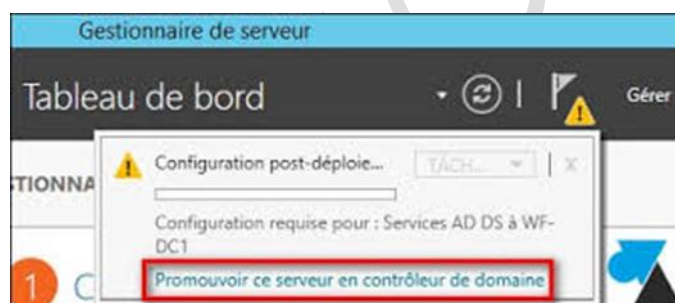 Gestionnaire de serveur
Tableau de bord
Gérer
Configuration post-déploie... TÂCH... x
STIONNA
Configuration requise pour : Services AD DS à WF-
DC1
1 C
Promouvoir ce serveur en contrôleur de domaine